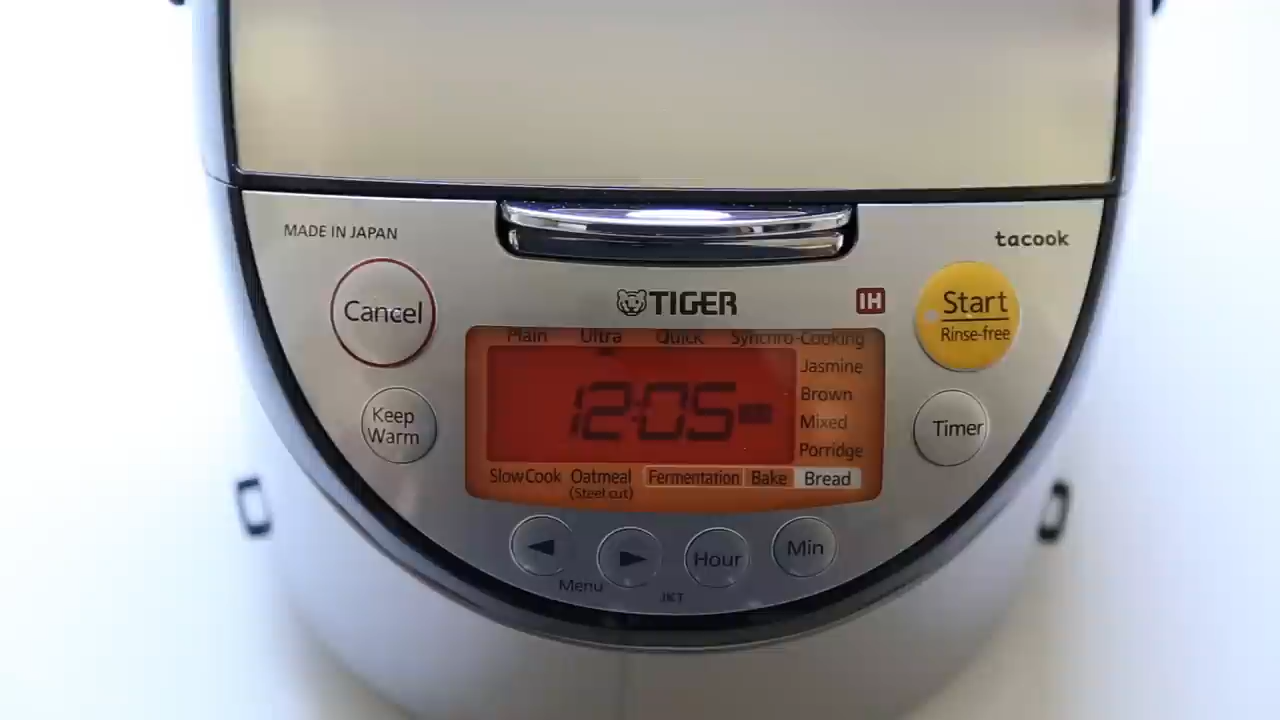 MADE IN JAPAN
tacook
Cancel
TIGER
IH
Start
Rinse-free
Plain Ultra Quick Synchro-Cooking
Jasmine
Brown
Mixed
Porridge
12:05
Keep
Warm
Timer
Slow Cook Oatmeal Fermentation Bake Bread
(Steel cut)
Hour Min
Menu
JKT